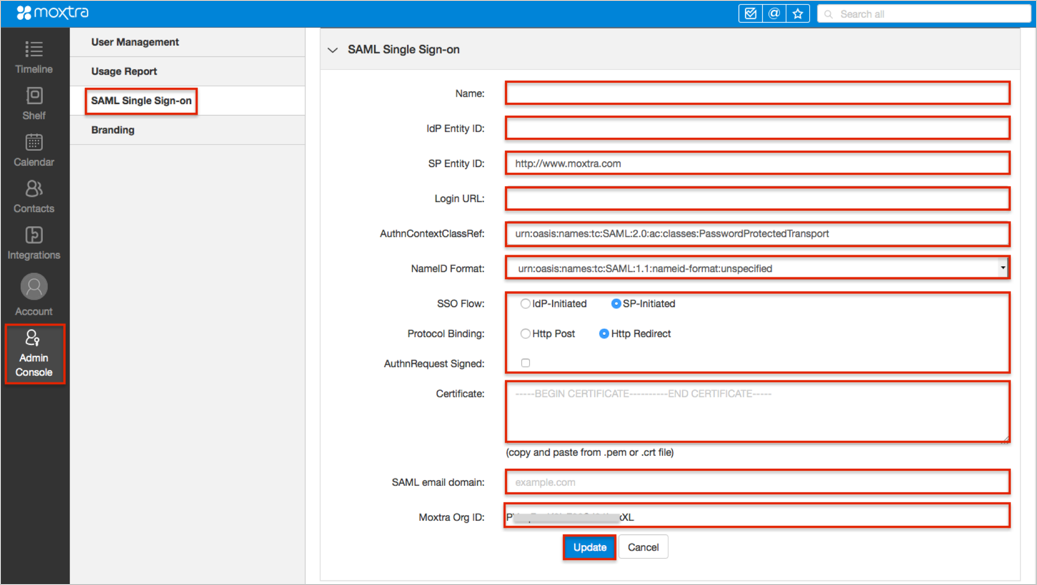 moxtra
Search all
Timeline
Shelf
Calendar
Contacts
Integrations
Account
Admin
Console
User Management
Usage Report
SAML Single Sign-on
Branding
SAML Single Sign-on
Name:
IdP Entity ID:
SP Entity ID: http://www.moxtra.com
Login URL:
AuthnContextClassRef: urn:oasis:names:tc:SAML:2.0:ac:classes:PasswordProtectedTransport
NameID Format: urn:oasis:names:tc:SAML:1.1:nameid-format:unspecified
SSO Flow: IdP-Initiated SP-Initiated
Protocol Binding: Http Post Http Redirect
AuthnRequest Signed:
Certificate: -----BEGIN CERTIFICATE----------END CERTIFICATE-----
(copy and paste from .pem or .crt file)
SAML email domain: example.com
Moxtra Org ID:
Update Cancel